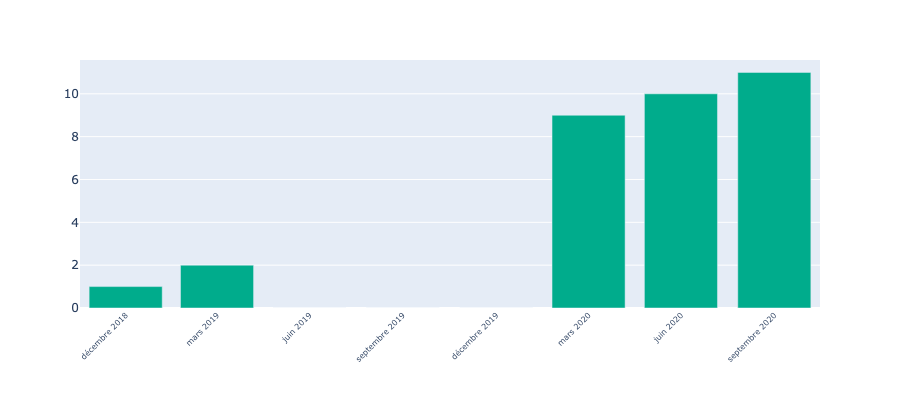 10
8
6
4
2
0
décembre 2018
mars 2019
juin 2019
septembre 2019
décembre 2019
mars 2020
juin 2020
septembre 2020